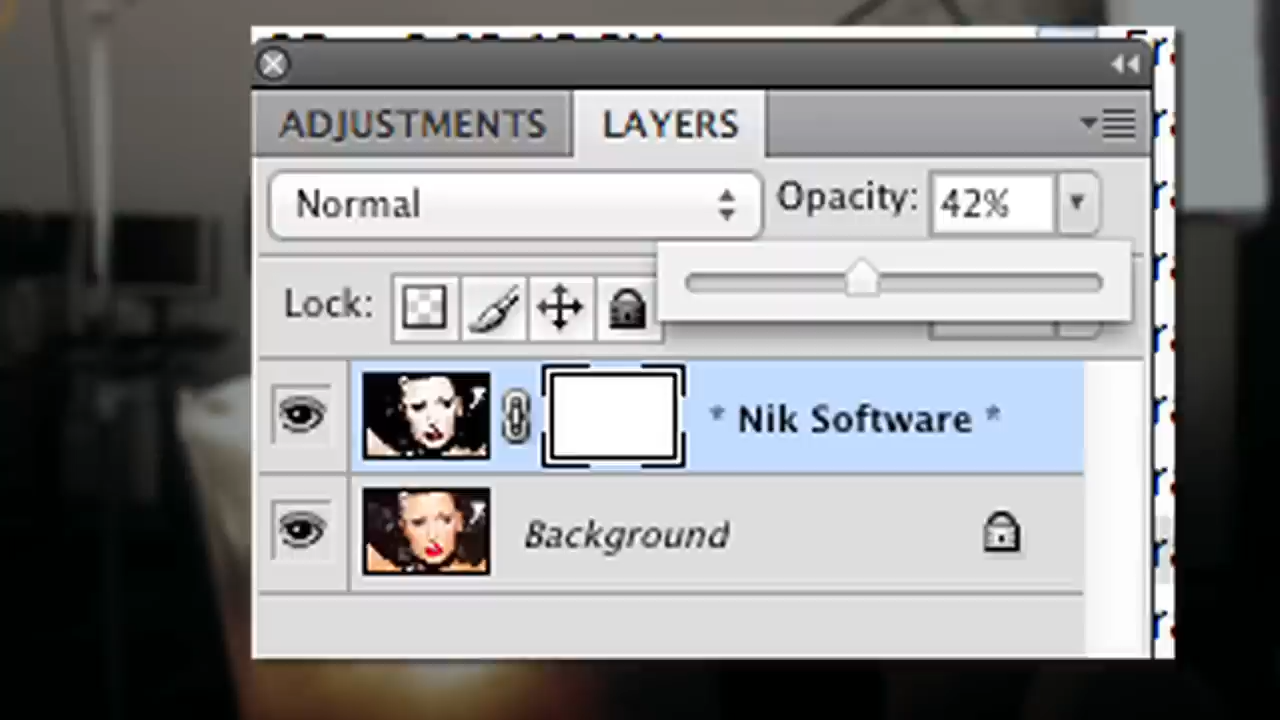 ADJUSTMENTS LAYERS
Normal Opacity: 42%
Lock:
* Nik Software *
Background